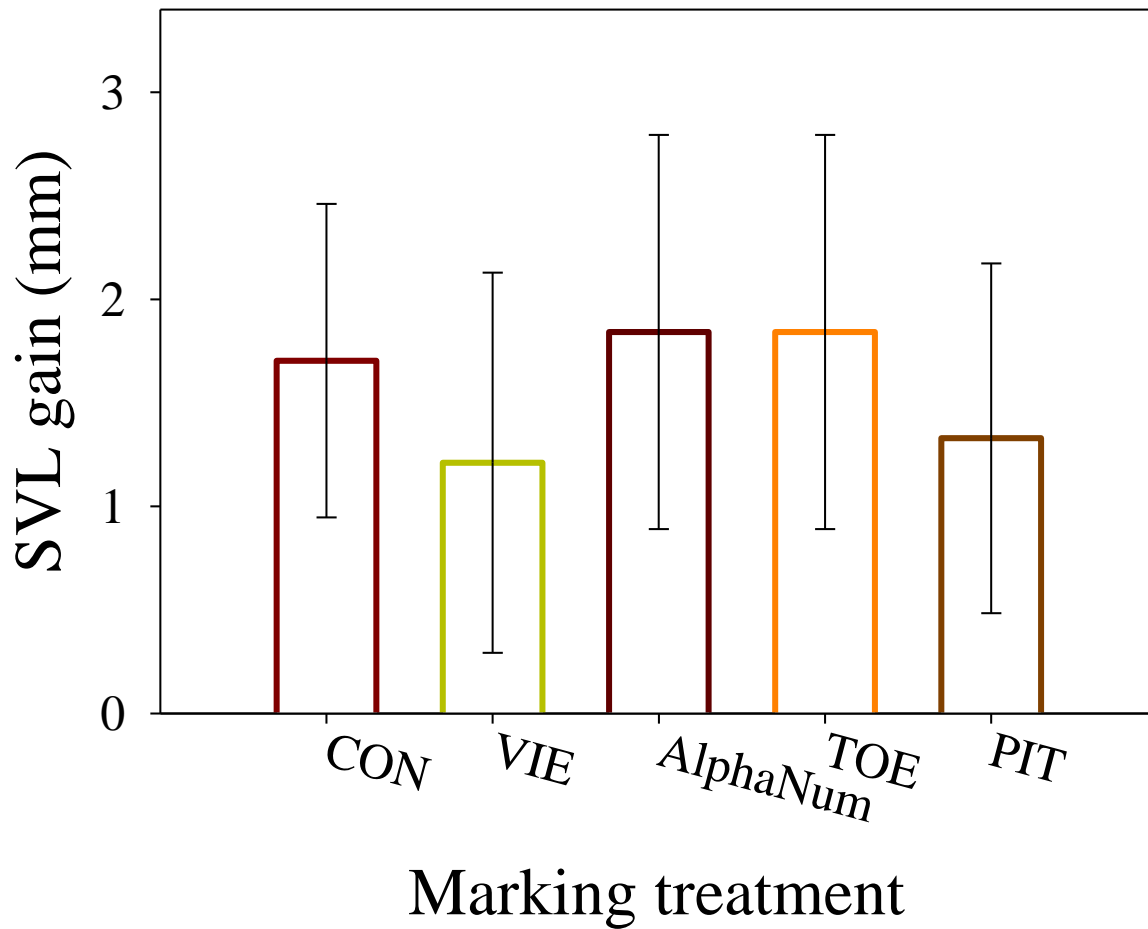 SVL gain (mm)
3
2
1
0
CON
VIE
AlphaNum
TOE
PIT
Marking treatment